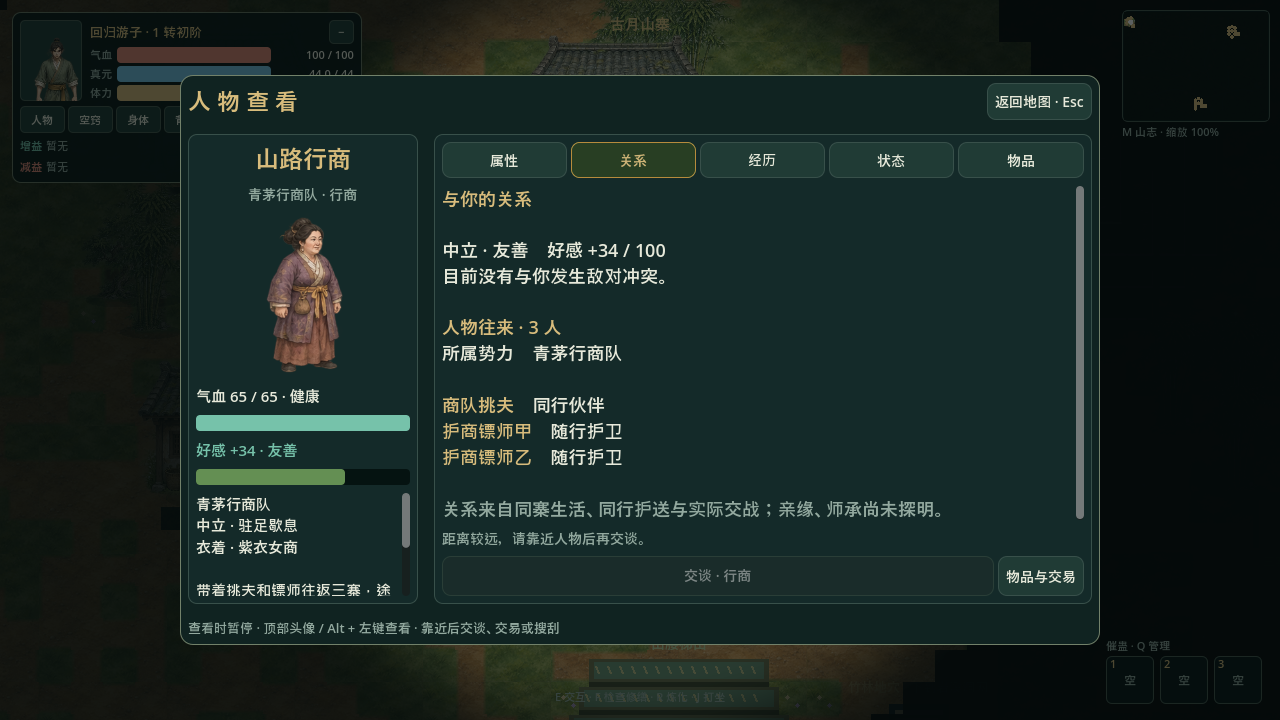 古月山寨
回归游子 · 1 转初阶
−
气血
100 / 100
真元
44.0 / 44
体力
人物
空窍
身体
增益 暂无
减益 暂无
M 山志 · 缩放 100%
人物查看
返回地图 · Esc
山路行商
青茅行商队 · 行商
气血 65 / 65 · 健康
好感 +34 · 友善
青茅行商队
中立 · 驻足歇息
衣着 · 紫衣女商
带着挑夫和镖师往返三寨 · 途
属性
关系
经历
状态
物品
与你的关系
中立 · 友善 好感 +34 / 100
目前没有与你发生敌对冲突。
人物往来 · 3 人
所属势力 青茅行商队
商队挑夫 同行伙伴
护商镖师甲 随行护卫
护商镖师乙 随行护卫
关系来自同寨生活、同行护送与实际交战；亲缘、师承尚未探明。
距离较远，请靠近人物后再交谈。
交谈 · 行商
物品与交易
查看时暂停 · 顶部头像 / Alt + 左键查看 · 靠近后交谈、交易或搜刮
催蛊 · Q 管理
1
空
2
空
3
空